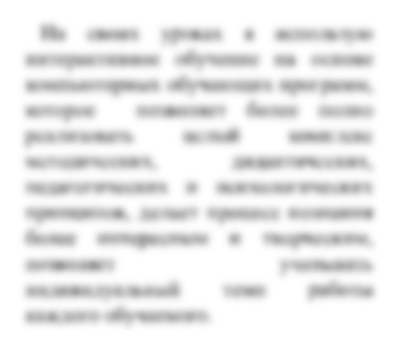 На своих уроках я использую
интерактивное обучение на основе
компьютерных обучающих программ,
которое позволяет более полно
реализовать целый комплекс
методических, дидактических,
педагогических и психологических
принципов, делает процесс познания
более интересным и творческим,
позволяет учитывать
индивидуальный темп работы
каждого обучаемого.